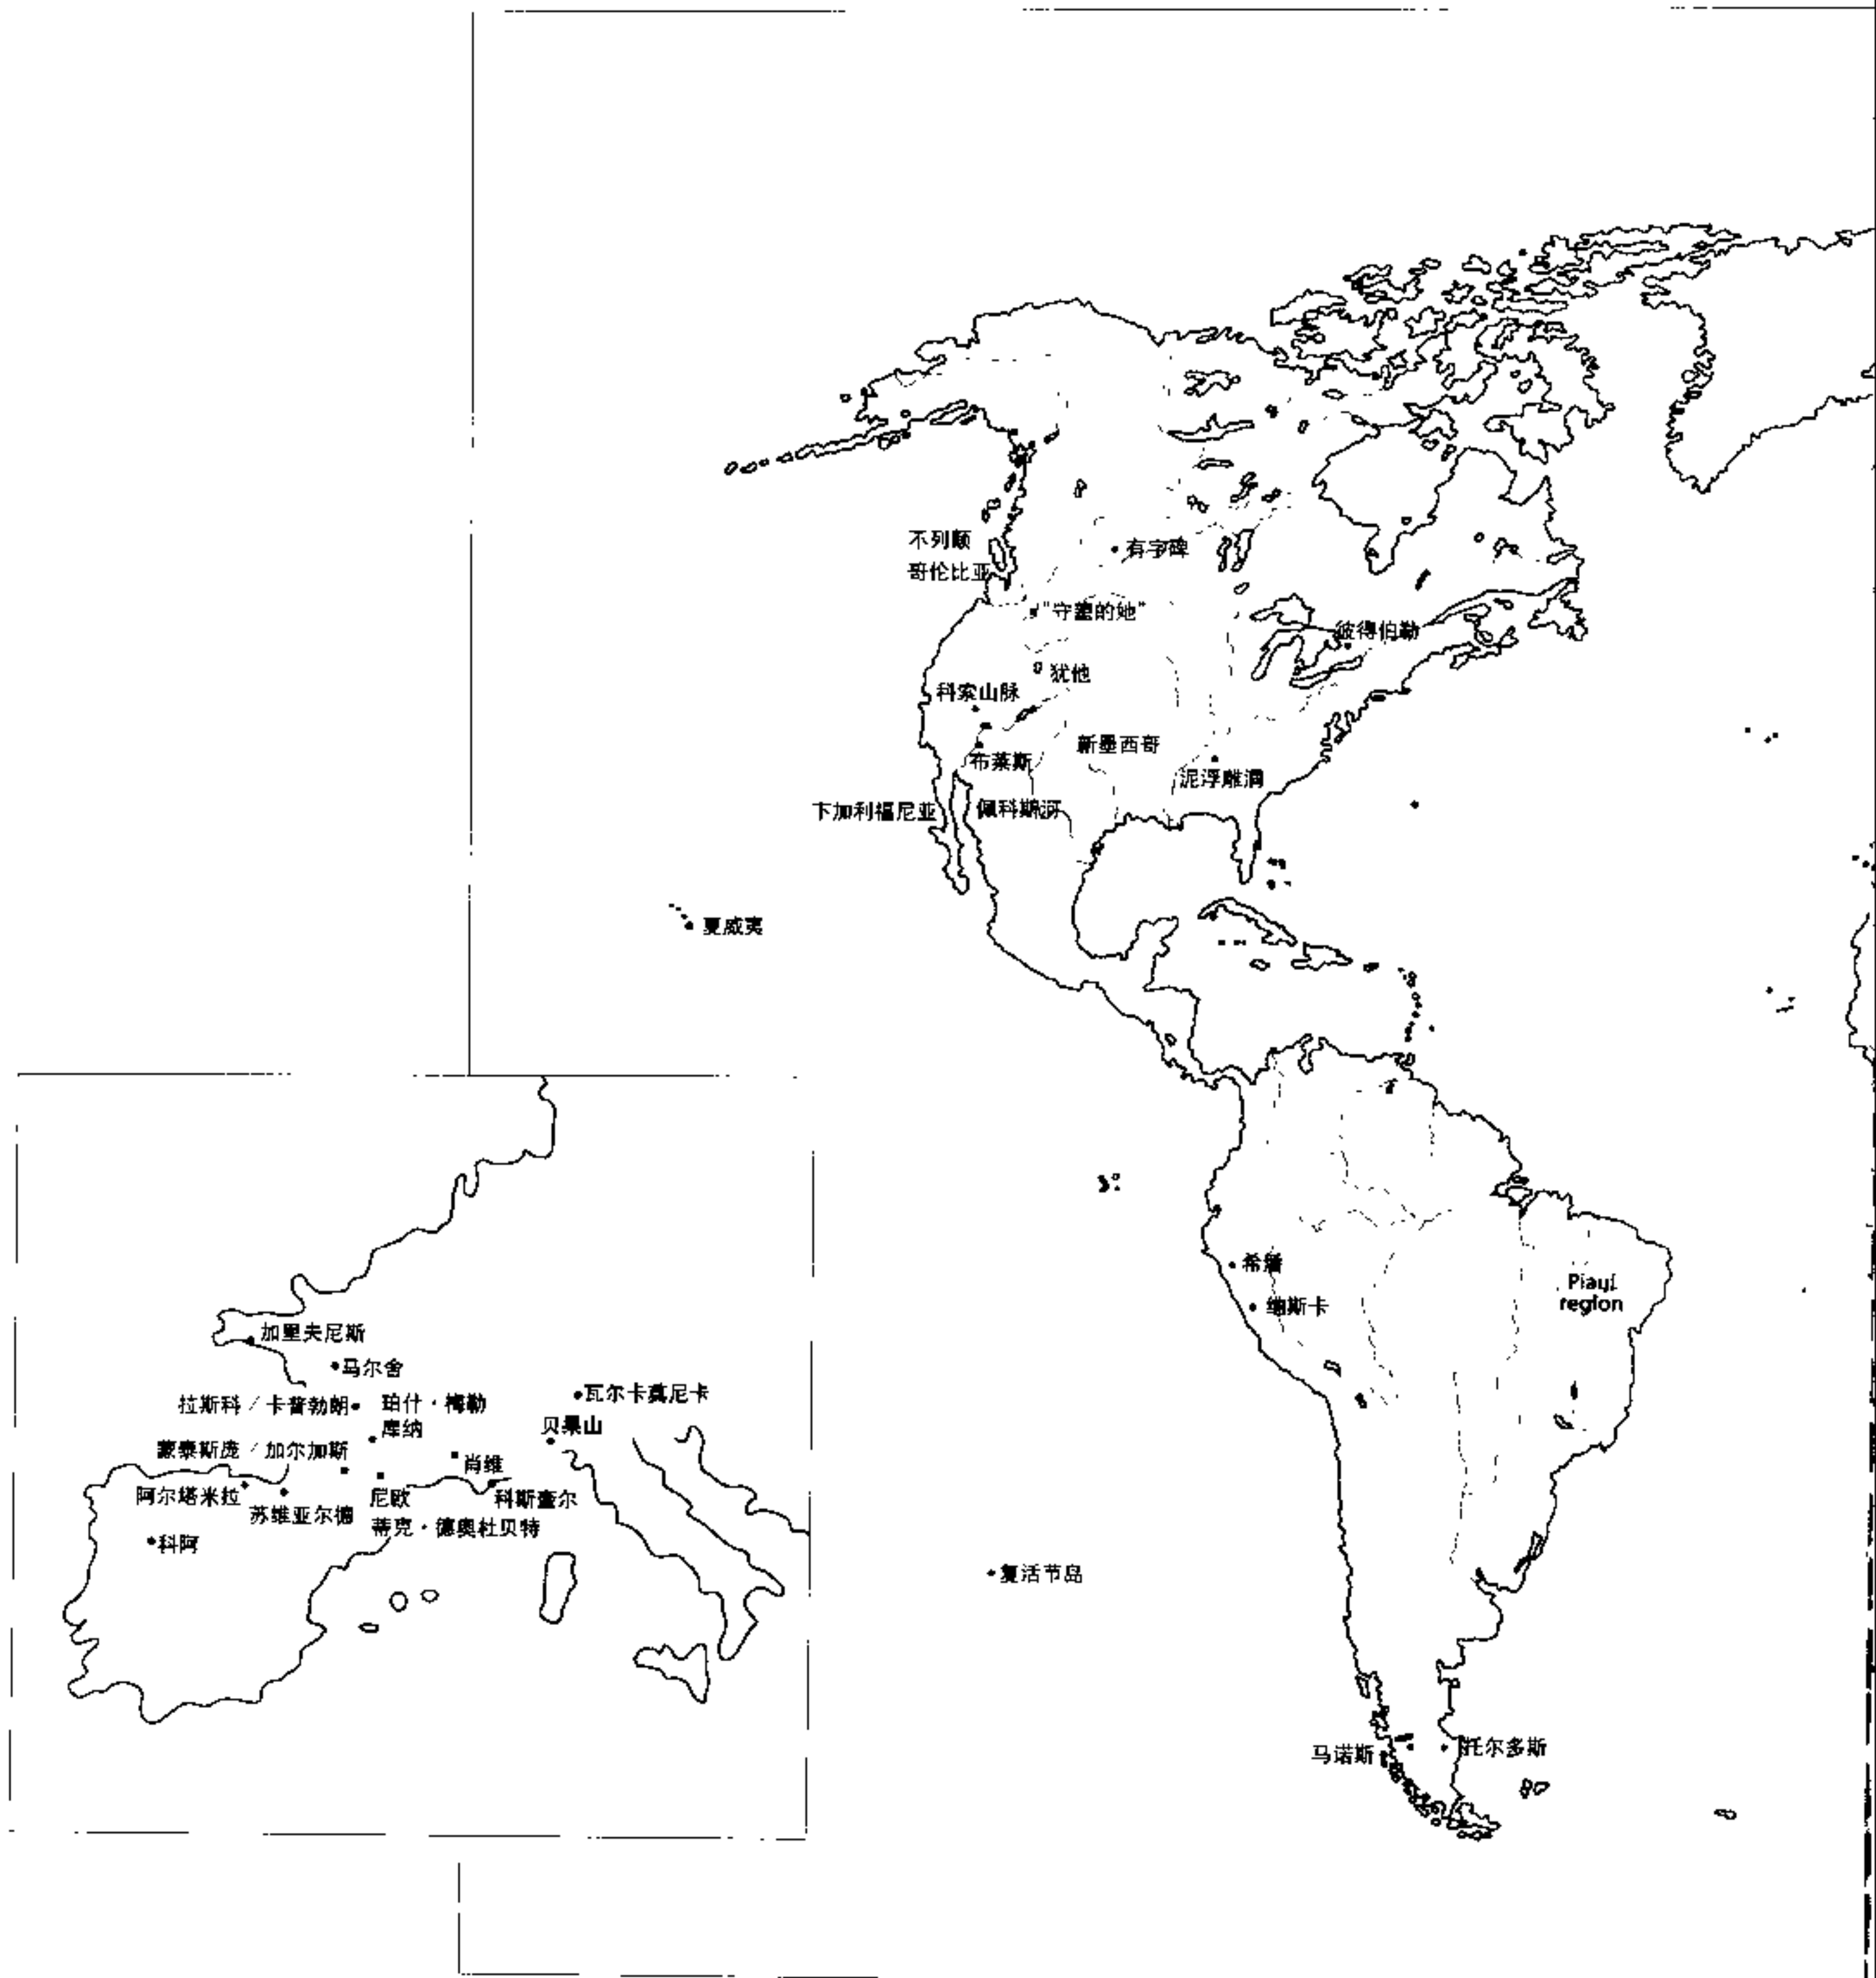 不列颠
哥伦比亚
有字碑
“守望的她”
彼得伯勒
犹他
科索山脉
新墨西哥
布莱斯
泥浮雕洞
下加利福尼亚
佩科斯河
夏威夷
希潘
纳斯卡
Piauí
region
加里夫尼斯
马尔舍
拉斯科／卡普勃朗
珀什·梅勒
库纳
瓦尔卡莫尼卡
贝果山
蒙泰斯庞／加尔加斯
肖维
阿尔塔米拉
苏维亚尔德
尼欧
科斯奎尔
蒂克·德奥杜贝特
科阿
复活节岛
马诺斯
托尔多斯